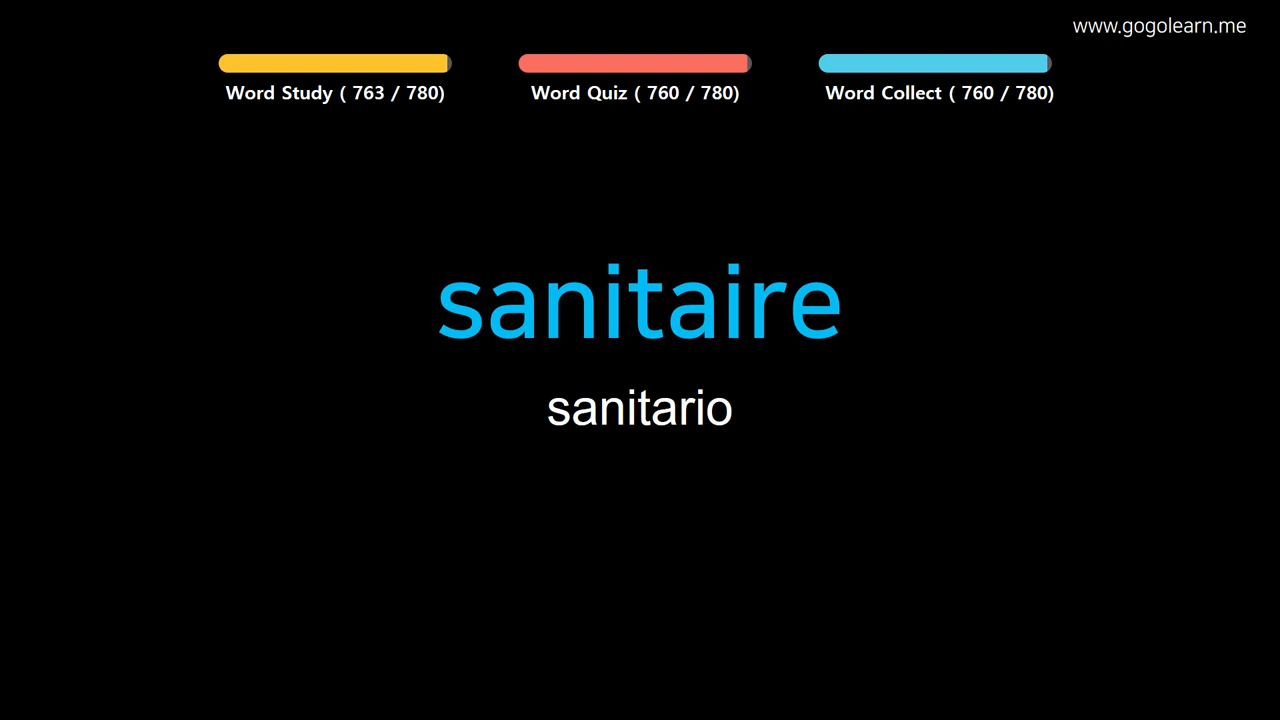 www.gogolearn.me
Word Study ( 763 / 780)
Word Quiz ( 760 / 780)
Word Collect ( 760 / 780)
sanitaire
sanitario